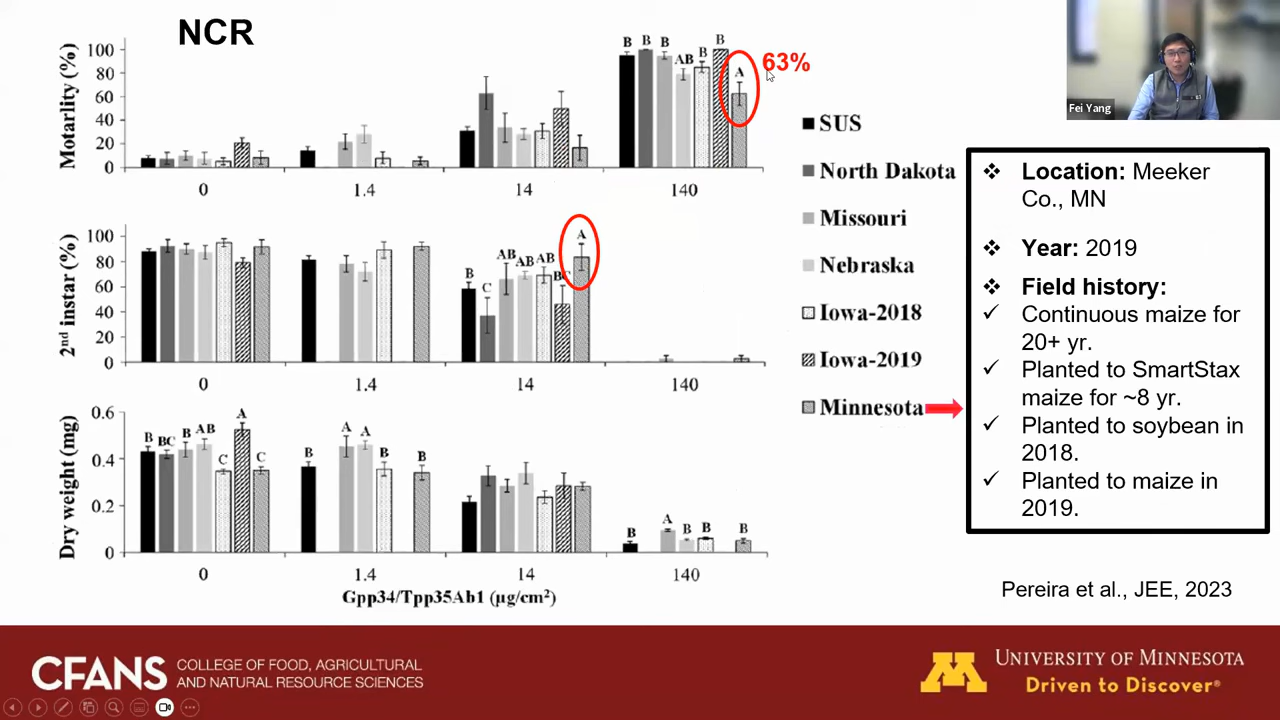 NCR
Motarlity (%)
100
80
60
40
20
0
B B B AB B B A
63%
0 1.4 14 140
2nd instar (%)
100
80
60
40
20
0
B C AB AB AB BC A
0 1.4 14 140
Dry weight (mg)
0.6
0.4
0.2
0
B BC B AB C A C
B A A B B
B A B B B
0 1.4 14 140
Gpp34/Tpp35Ab1 (µg/cm²)
SUS
North Dakota
Missouri
Nebraska
Iowa-2018
Iowa-2019
Minnesota
Fei Yang
❖ Location: Meeker
Co., MN
❖ Year: 2019
❖ Field history:
✓ Continuous maize for
20+ yr.
✓ Planted to SmartStax
maize for ~8 yr.
✓ Planted to soybean in
2018.
✓ Planted to maize in
2019.
Pereira et al., JEE, 2023
CFANS
COLLEGE OF FOOD, AGRICULTURAL
AND NATURAL RESOURCE SCIENCES
M
UNIVERSITY OF MINNESOTA
Driven to Discover®